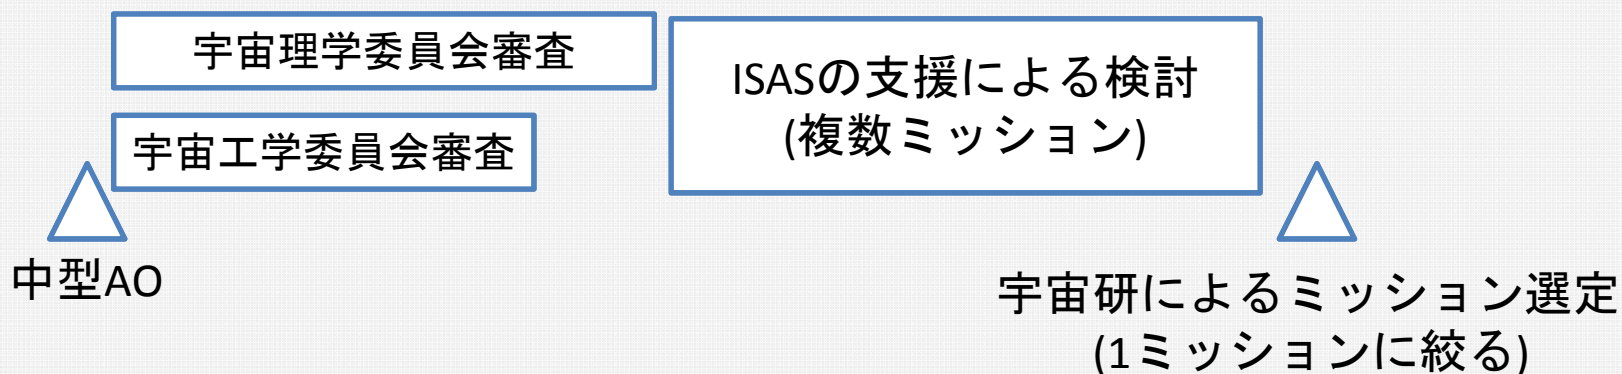 宇宙理学委員会審査
宇宙工学委員会審査
ISASの支援による検討
(複数ミッション)
中型AO
宇宙研によるミッション選定
(1ミッションに絞る)